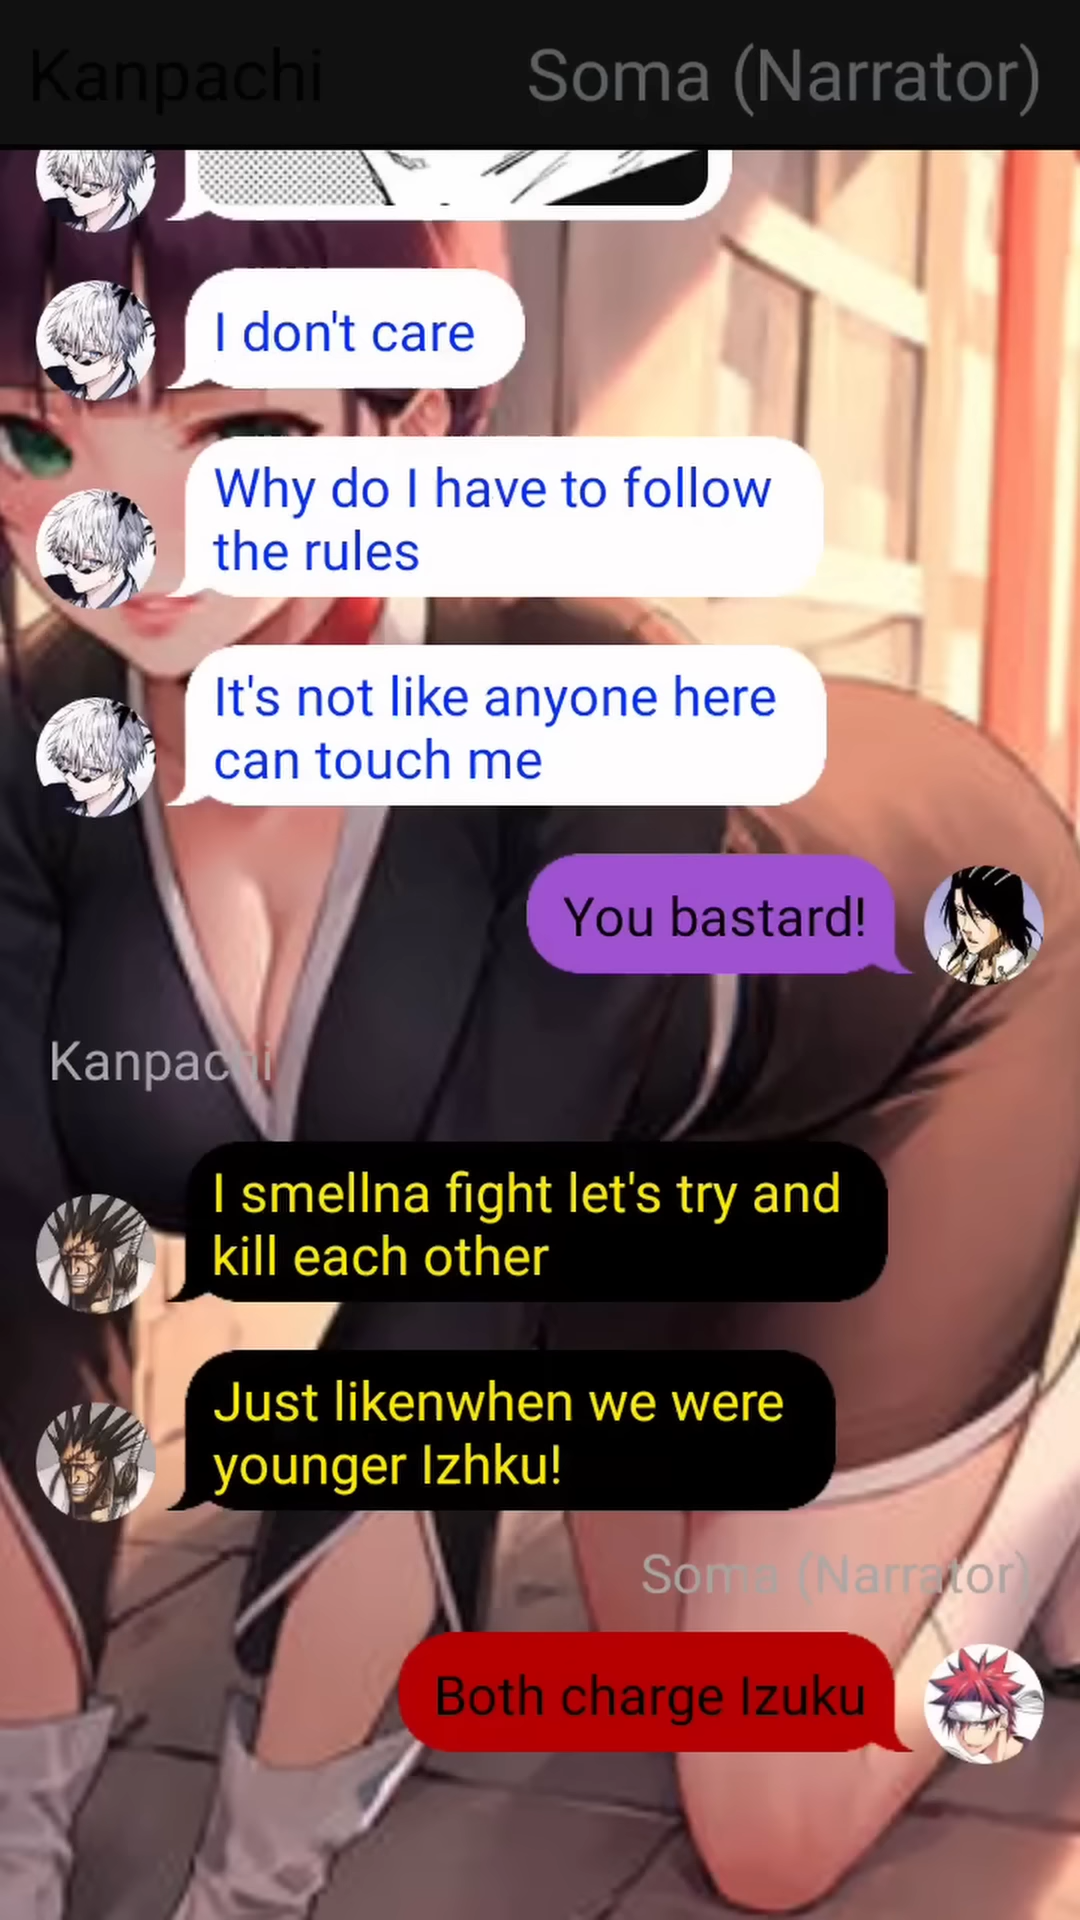 Kanpachi
Soma (Narrator)
I don't care
Why do I have to follow
the rules
It's not like anyone here
can touch me
You bastard!
Kanpachi
I smellna fight let's try and
kill each other
Just likenwhen we were
younger Izhku!
Soma (Narrator)
Both charge Izuku